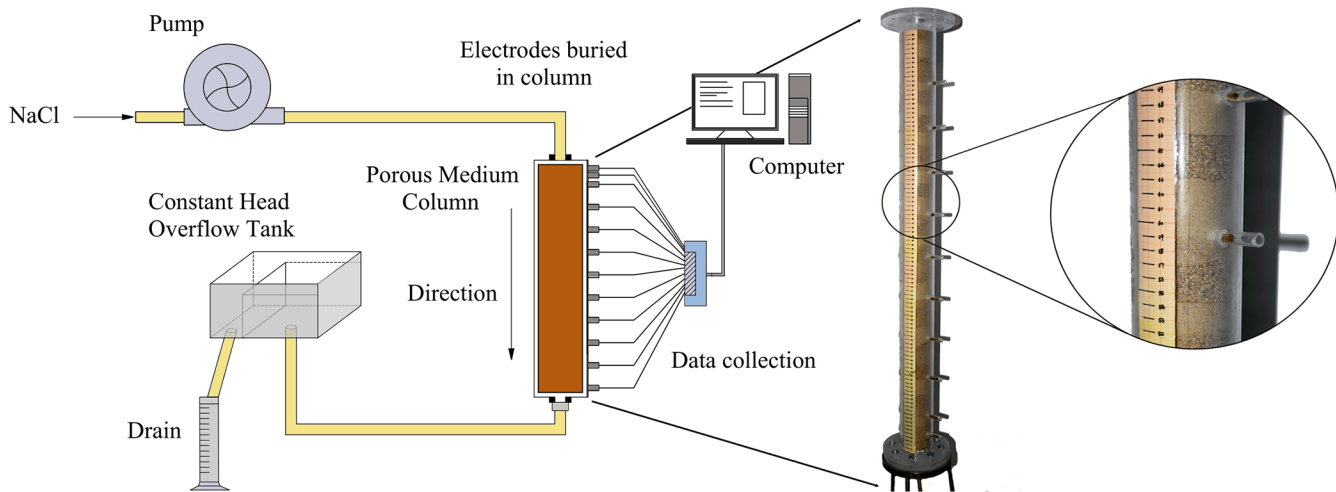 Pump
NaCl
Electrodes buried
in column
Computer
Porous Medium
Column
Constant Head
Overflow Tank
Direction
Data collection
Drain